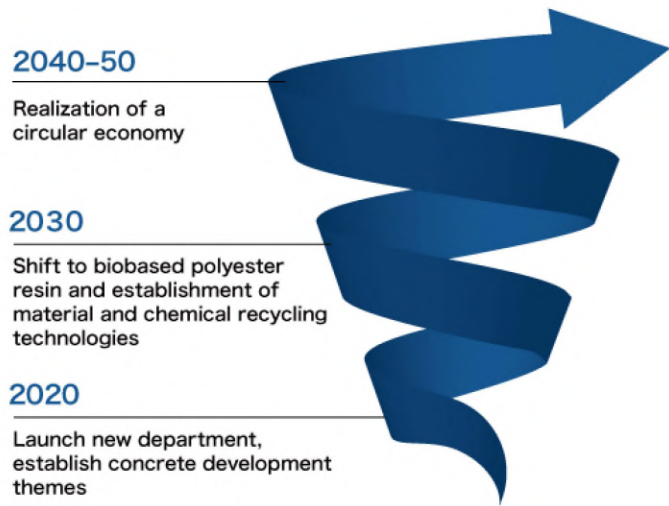 2040–50
Realization of a
circular economy
2030
Shift to biobased polyester
resin and establishment of
material and chemical recycling
technologies
2020
Launch new department,
establish concrete development
themes